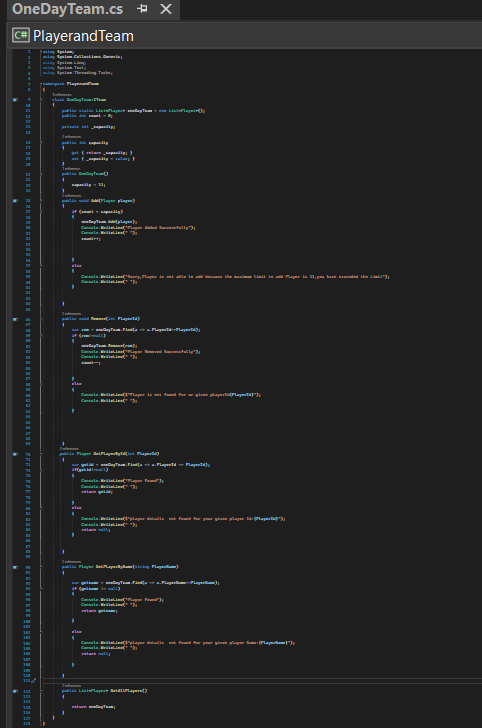 OneDayTeam.cs
C# PlayerandTeam
using System;
using System.Collections.Generic;
using System.Linq;
using System.Text;
using System.Threading.Tasks;
namespace PlayerandTeam
{
class OneDayTeam:ITeam
{
public static List<Player> oneDayTeam = new List<Player>();
public int count = 0;
private int _capacity;
public int capacity
{
get { return _capacity; }
set { _capacity = value; }
}
public OneDayTeam()
{
capacity = 11;
}
public void Add(Player player)
{
if (count < capacity)
{
oneDayTeam.Add(player);
Console.WriteLine("Player Added Successfully");
Console.WriteLine(" ");
count++;
}
else
{
Console.WriteLine("Sorry,Player is not able to add because the maximum limit to add Player is 11,you have exceeded the Limit");
Console.WriteLine(" ");
}
}
public void Remove(int PlayerId)
{
var rem = oneDayTeam.Find(a => a.PlayerId==PlayerId);
if (rem!=null)
{
oneDayTeam.Remove(rem);
Console.WriteLine("Player Removed Successfully");
Console.WriteLine(" ");
count--;
}
else
{
Console.WriteLine($"Player is not found for ur given playerId{PlayerId}");
Console.WriteLine(" ");
}
}
public Player GetPlayerById(int PlayerId)
{
var getid = oneDayTeam.Find(a => a.PlayerId == PlayerId);
if(getid!=null)
{
Console.WriteLine("Player Found");
Console.WriteLine(" ");
return getid;
}
else
{
Console.WriteLine($"player details  not found for your given player Id:{PlayerId}");
Console.WriteLine(" ");
return null;
}
}
public Player GetPlayerByName(string PlayerName)
{
var getname = oneDayTeam.Find(a => a.PlayerName==PlayerName);
if (getname != null)
{
Console.WriteLine("Player Found");
Console.WriteLine(" ");
return getname;
}
else
{
Console.WriteLine($"player details  not found for your given player Name:{PlayerName}");
Console.WriteLine(" ");
return null;
}
}
public List<Player> GetAllPlayers()
{
return oneDayTeam;
}
}
}